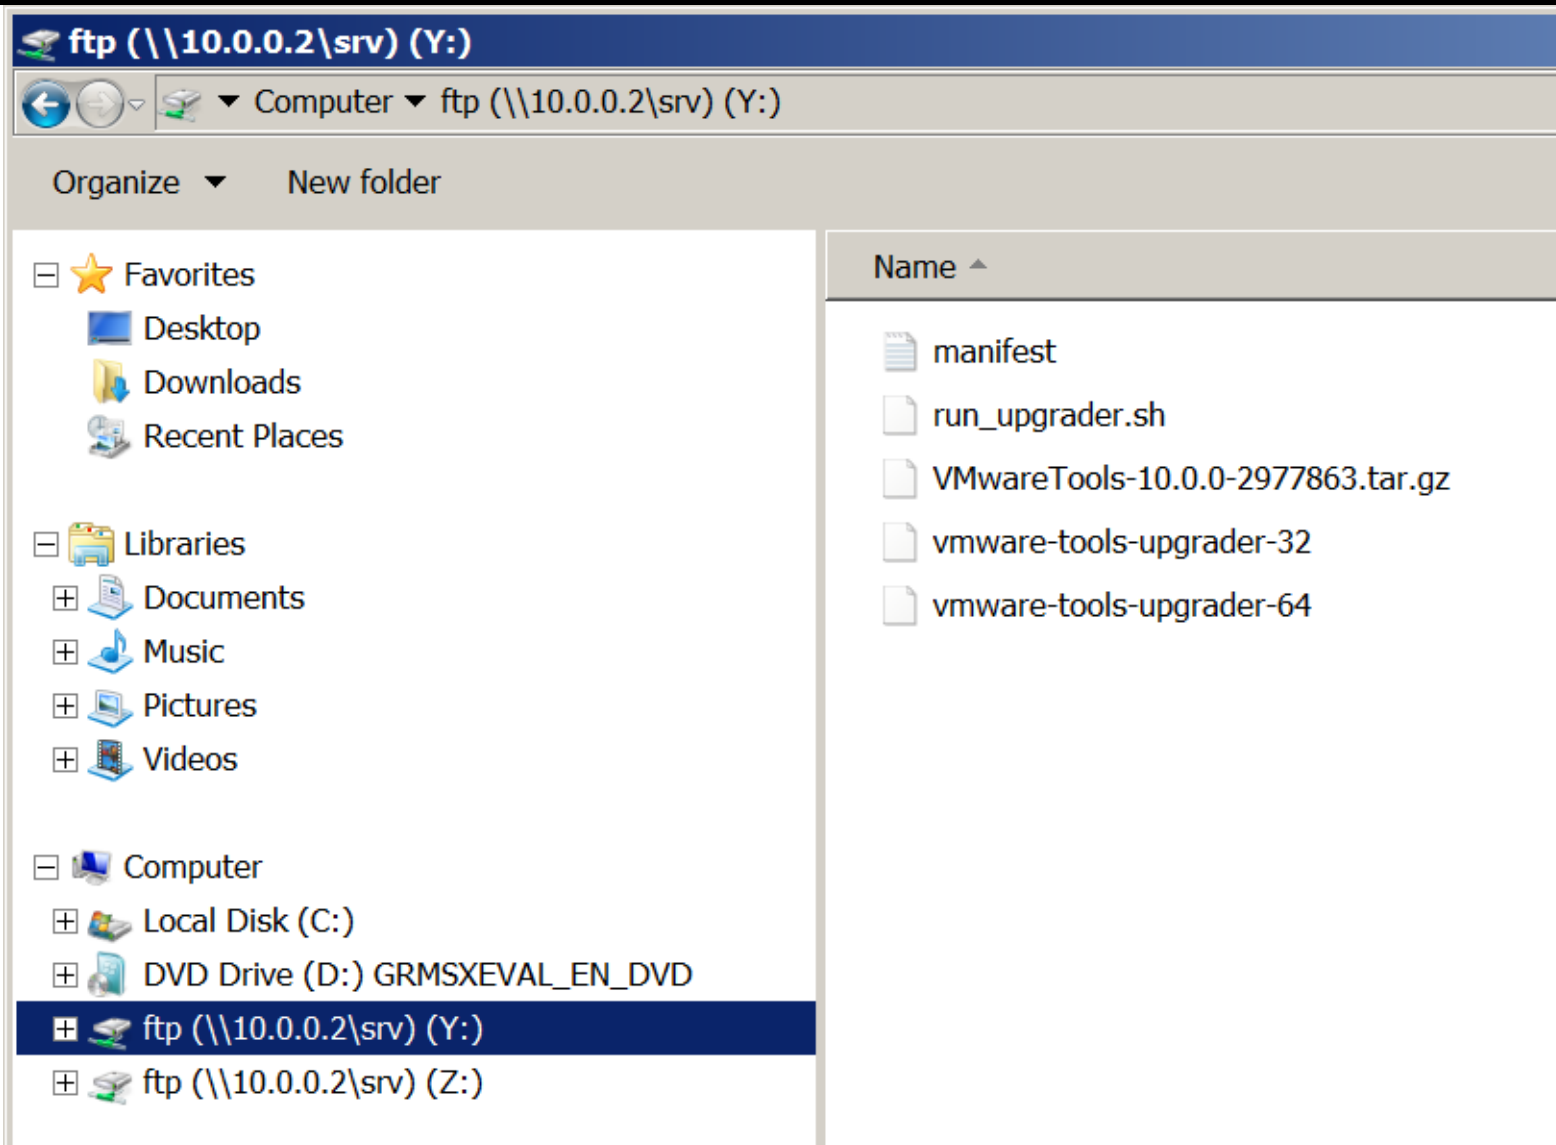 ftp (\\10.0.0.2\srv) (Y:)
Computer ftp (\\10.0.0.2\srv) (Y:)
Organize New folder
Favorites
Desktop
Downloads
Recent Places
Libraries
Documents
Music
Pictures
Videos
Computer
Local Disk (C:)
DVD Drive (D:) GRMSXEVAL_EN_DVD
ftp (\\10.0.0.2\srv) (Y:)
ftp (\\10.0.0.2\srv) (Z:)
Name
manifest
run_upgrader.sh
VMwareTools-10.0.0-2977863.tar.gz
vmware-tools-upgrader-32
vmware-tools-upgrader-64